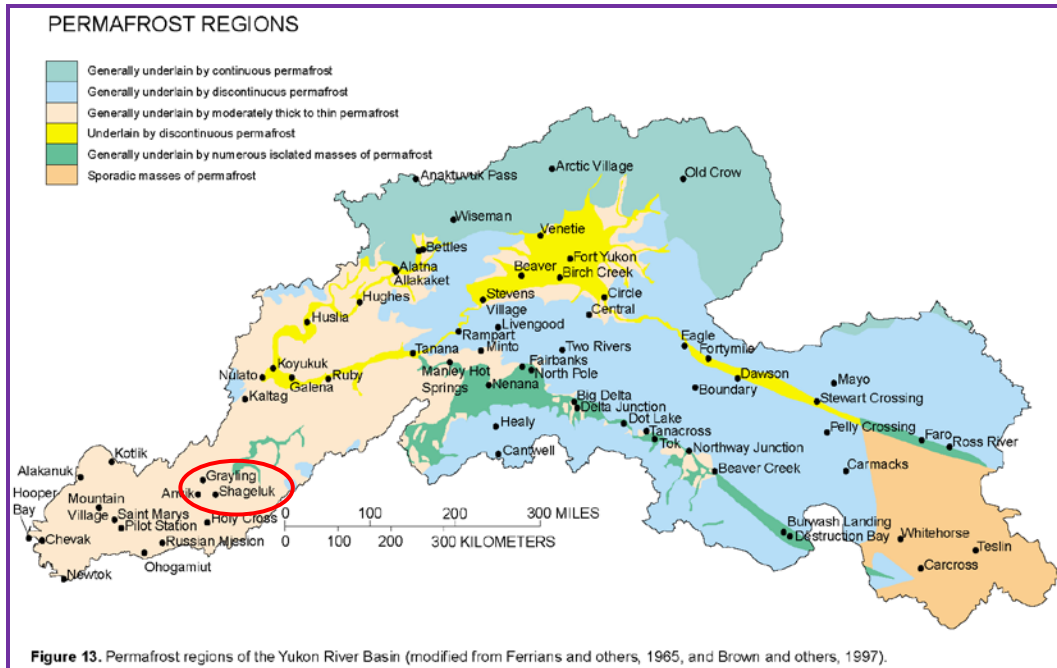 PERMAFROST REGIONS
Generally underlain by continuous permafrost
Generally underlain by discontinuous permafrost
Generally underlain by moderately thick to thin permafrost
Underlain by discontinuous permafrost
Generally underlain by numerous isolated masses of permafrost
Sporadic masses of permafrost
Anaktuvuk Pass
Arctic Village
Old Crow
Wiseman
Venetie
Bettles
Fort Yukon
Alatna
Allakaket
Beaver
Birch Creek
Hughes
Stevens
Village
Circle
Central
Huslia
Livengood
Rampart
Eagle
Fortymile
Tanana
Minto
Two Rivers
Koyukuk
Fairbanks
North Pole
Dawson
Mayo
Nulato
Galena
Ruby
Manley Hot
Springs
Nenana
Boundary
Stewart Crossing
Kaltag
Big Delta
Delta Junction
Healy
Dot Lake
Tanacross
Pelly Crossing
Faro
Ross River
Tok
Northway Junction
Kotlik
Cantwell
Alakanuk
Grayling
Beaver Creek
Carmacks
Anvik
Shageluk
Hooper
Bay
Mountain
Village
Saint Marys
Pilot Station
Holy Cross
0 100 200 300 MILES
0 100 200 300 KILOMETERS
Burwash Landing
Destruction Bay
Whitehorse
Teslin
Chevak
Russian Mission
Ohogamiut
Carcross
Newtok
Figure 13. Permafrost regions of the Yukon River Basin (modified from Ferrians and others, 1965, and Brown and others, 1997).